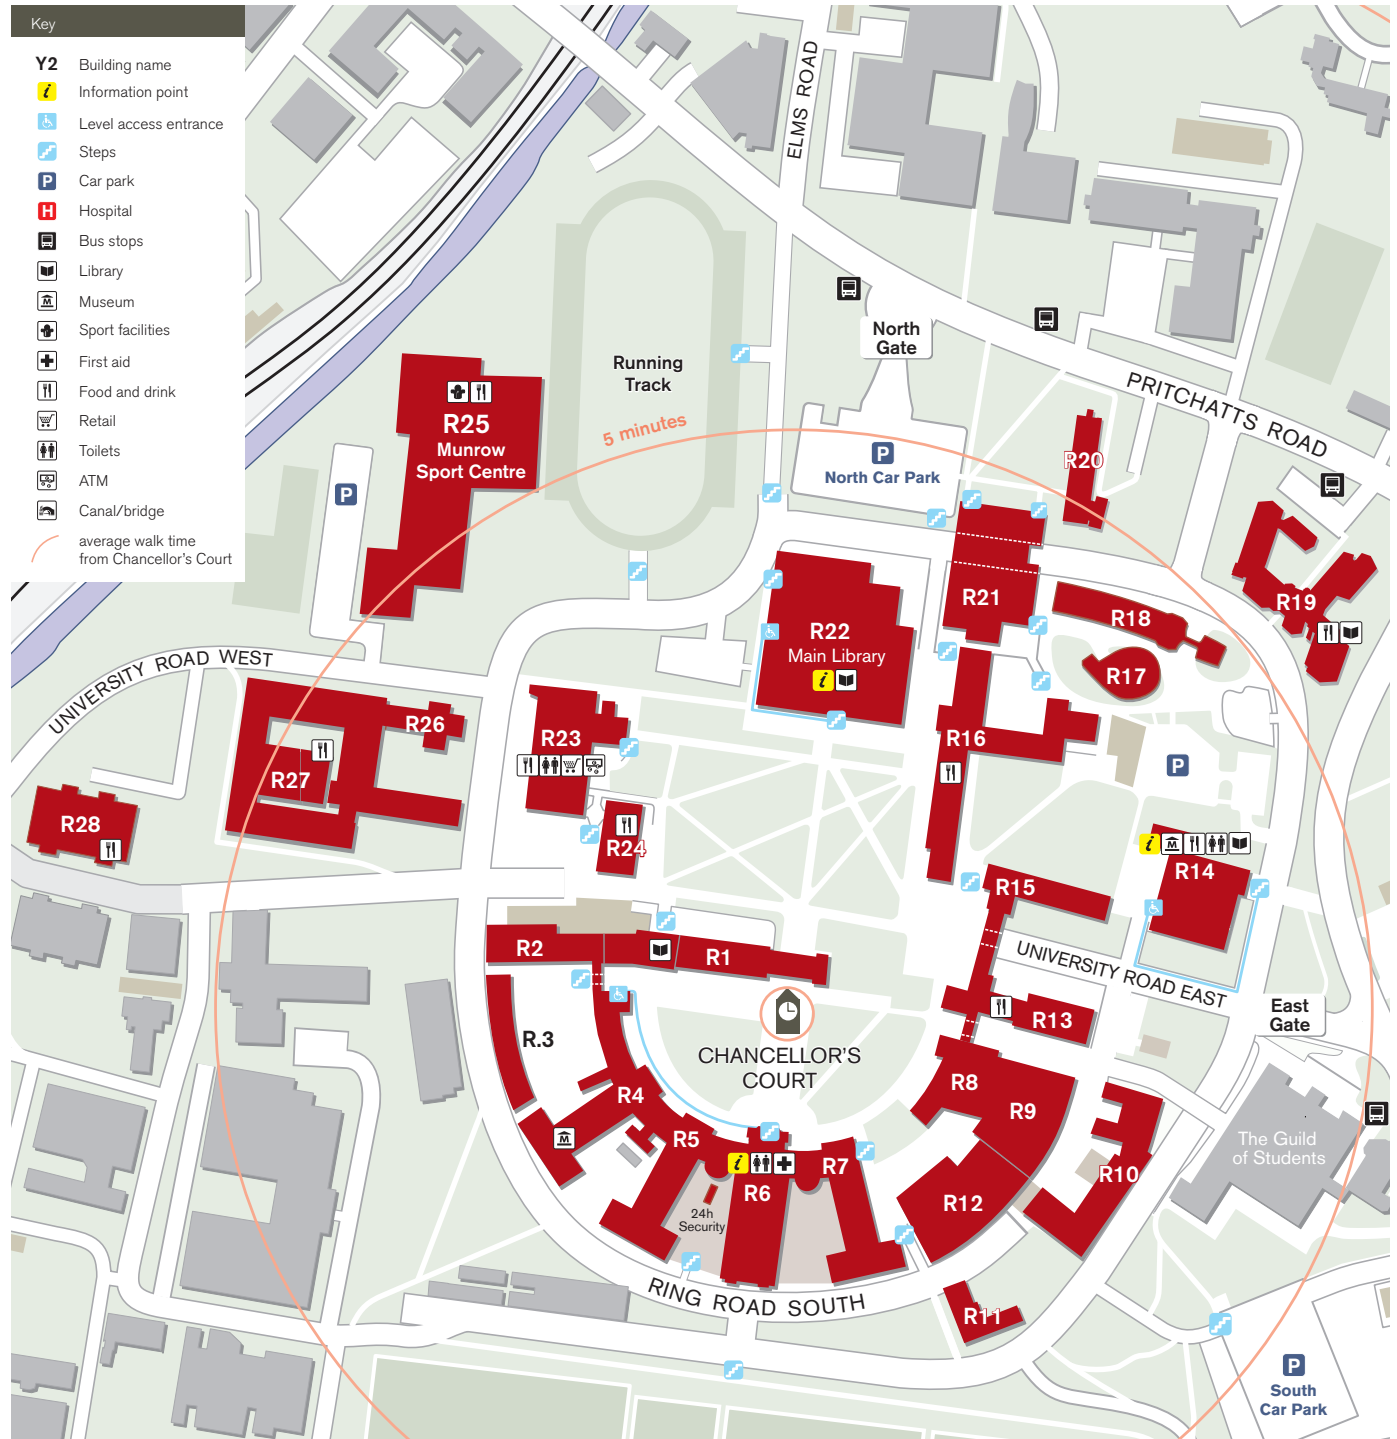 Key
Y2 Building name
i Information point
Level access entrance
Steps
P Car park
H Hospital
Bus stops
Library
M Museum
Sport facilities
First aid
Food and drink
Retail
Toilets
ATM
Canal/bridge
average walk time
from Chancellor's Court
ELMS ROAD
North
Gate
Running
Track
5 minutes
PRITCHATTS ROAD
R25
Munrow
Sport Centre
P
P
North Car Park
R20
R19
R21
R18
R22
Main Library
i
R17
UNIVERSITY ROAD WEST
R26
R23
R16
R27
P
R28
R24
i M
R14
R15
R2
R1
UNIVERSITY ROAD EAST
East
Gate
R13
R.3
CHANCELLOR'S
COURT
R4
R8
R9
M
R5
i
R7
R6
R10
The Guild
of Students
R12
24h
Security
RING ROAD SOUTH
R11
P
South
Car Park